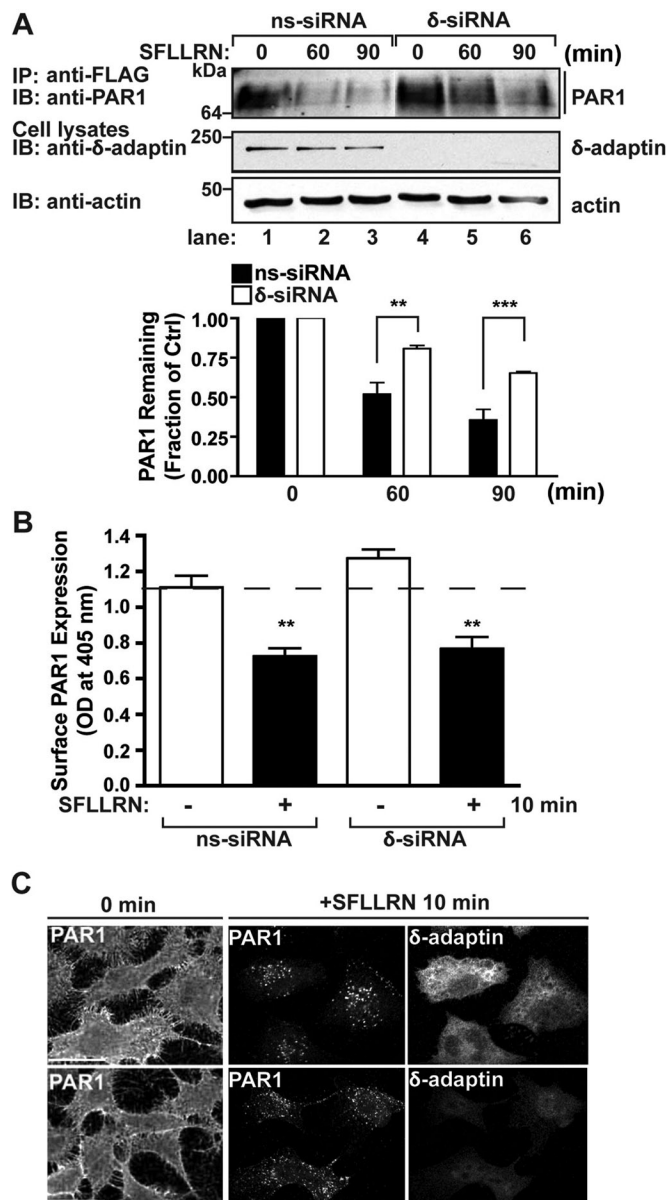 A
ns-siRNA δ-siRNA
SFLLRN 0 60 90 0 60 90 (min)
IP: anti-FLAG kDa
IB: anti-PAR1 PAR1
64
Cell lysates 250
IB: anti-δ-adaptin δ-adaptin
50
IB: anti-actin actin
lane: 1 2 3 4 5 6
ns-siRNA
δ-siRNA
PAR1 Remaining
(Fraction of Ctrl)
1.00
0.75
0.50
0.25
0.00
** ***
0 60 90 (min)
B
Surface PAR1 Expression
(OD at 405 nm)
1.4
1.2
1.0
0.8
0.6
0.4
0.2
0.0
** **
SFLLRN: - + - + 10 min
ns-siRNA δ-siRNA
C
0 min +SFLLRN 10 min
PAR1 PAR1 δ-adaptin
PAR1 PAR1 δ-adaptin